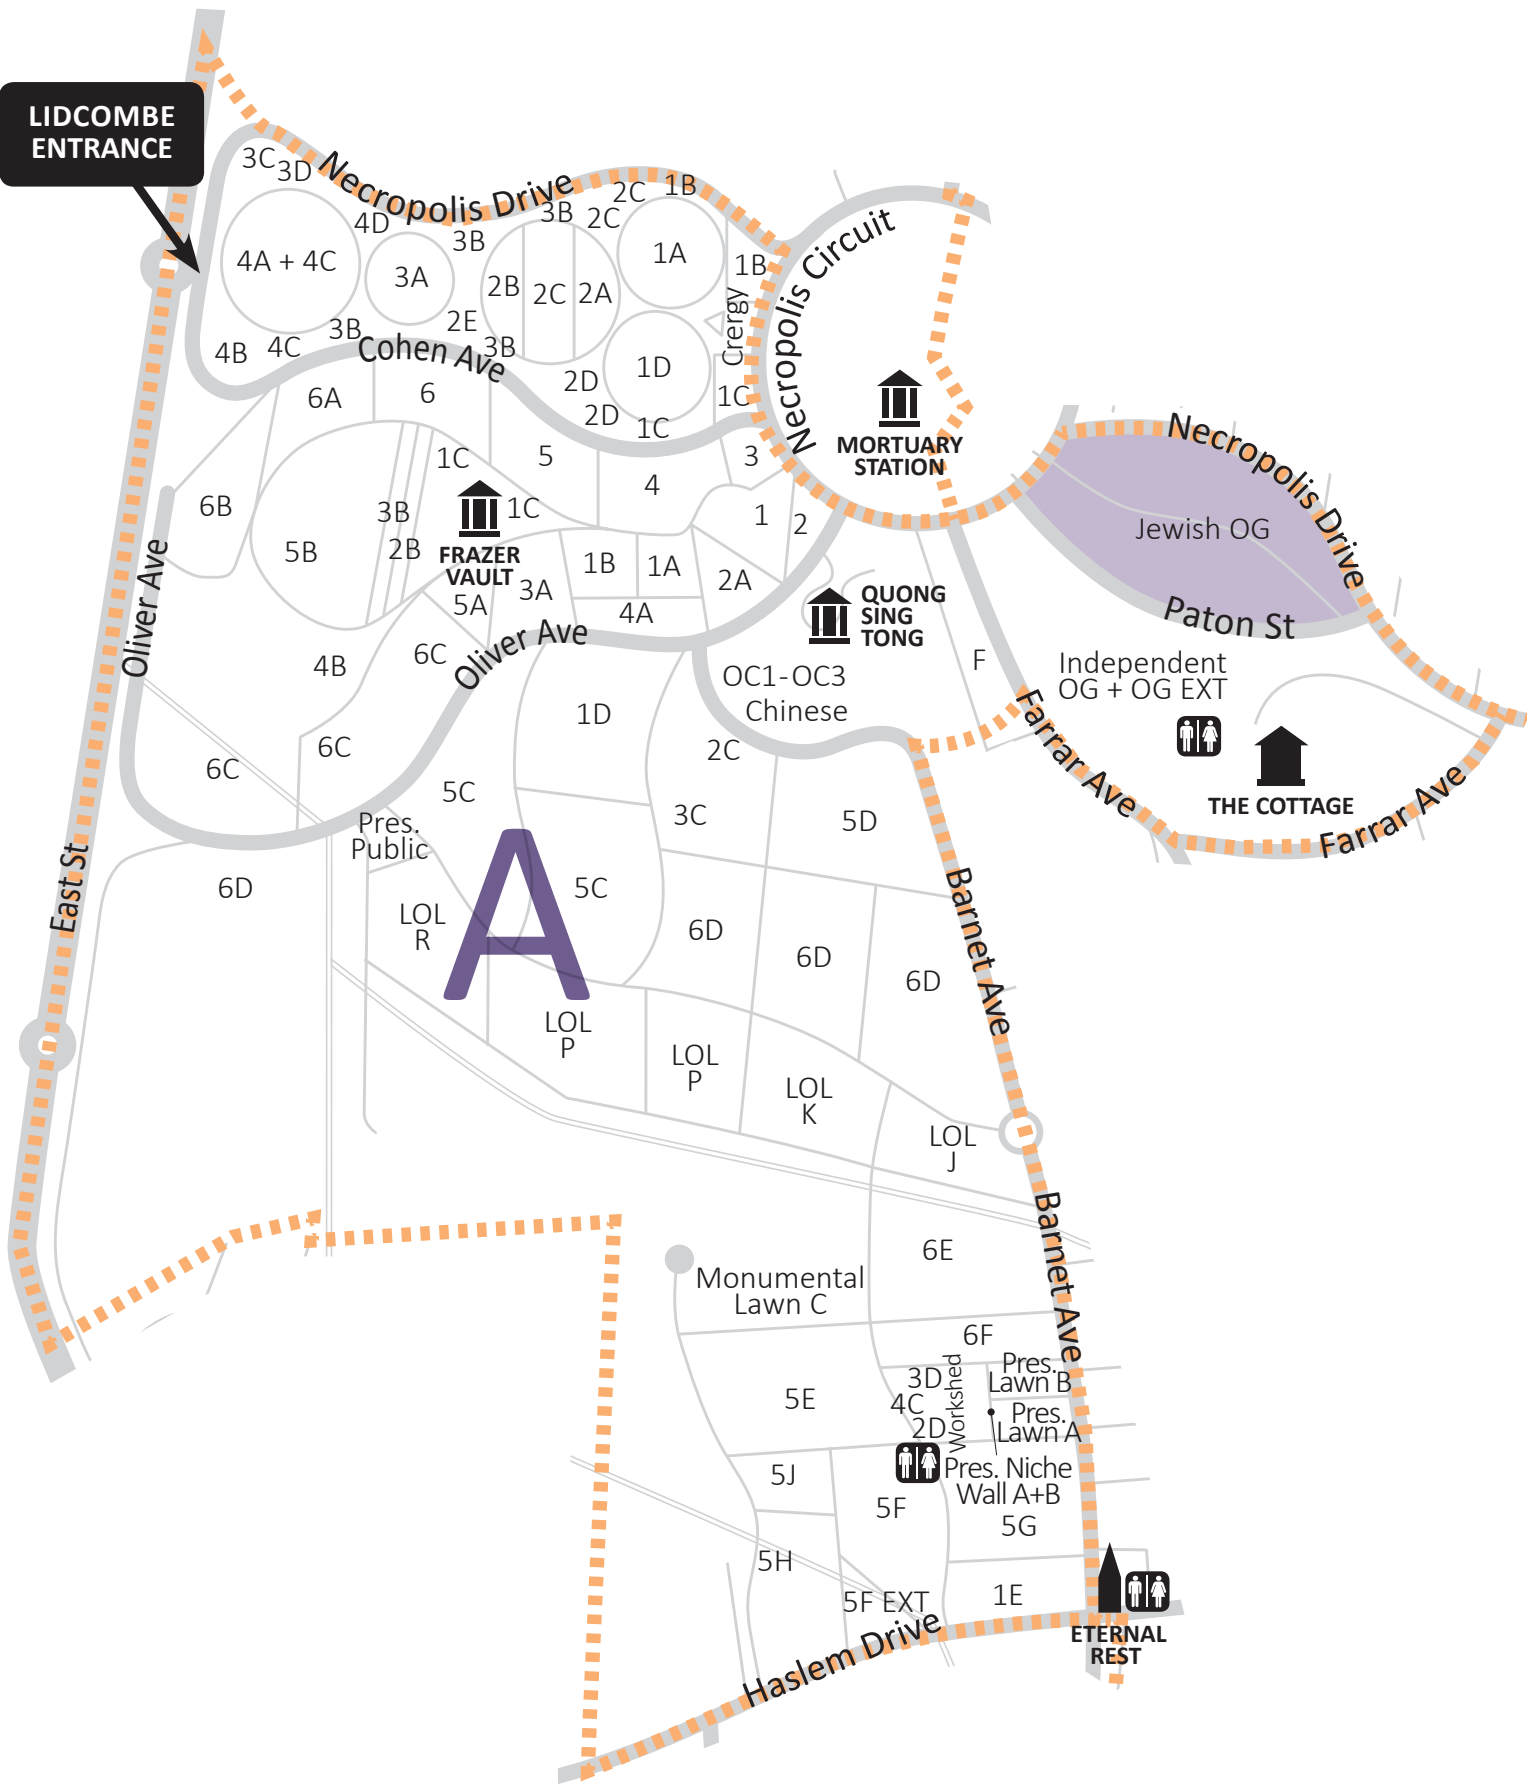 LIDCOMBE
ENTRANCE
3C
3D
Necropolis Drive
4D
3B
3B
2C
2C
1B
4A + 4C
3A
2B
2C
2A
1A
1B
Crergy
Necropolis Circuit
4B
4C
3B
2E
3B
Cohen Ave
2D
2D
1D
1C
1C
6A
6
5
4
3
MORTUARY
STATION
Necropolis Drive
Jewish OG
Paton St
6B
5B
3B
2B
1C
1C
FRAZER
VAULT
5A
3A
1B
1A
4A
2A
1
2
QUONG
SING
TONG
Oliver Ave
Oliver Ave
4B
6C
6C
6C
OC1-OC3
Chinese
F
Independent
OG + OG EXT
Farrar Ave
THE COTTAGE
Farrar Ave
1D
2C
5C
3C
5D
Pres.
Public
East St
6D
LOL
R
A
5C
6D
6D
6D
Barnet Ave
LOL
P
LOL
P
LOL
K
LOL
J
Barnet Ave
Monumental
Lawn C
6E
6F
5E
3D
4C
2D
Workshed
Pres.
Lawn B
Pres.
Lawn A
Pres. Niche
Wall A+B
5J
5F
5G
5H
5F EXT
1E
Haslem Drive
ETERNAL
REST